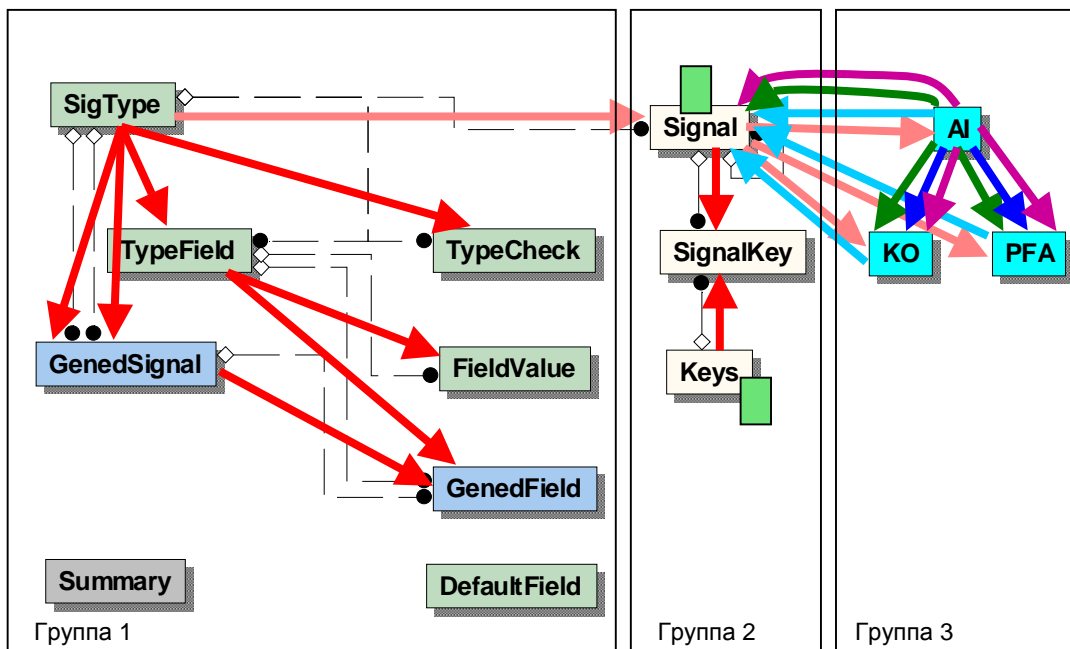 SigType
Signal
AI
TypeField
TypeCheck
SignalKey
KO
PFA
GenedSignal
FieldValue
Keys
GenedField
Summary
DefaultField
Группа 1
Группа 2
Группа 3